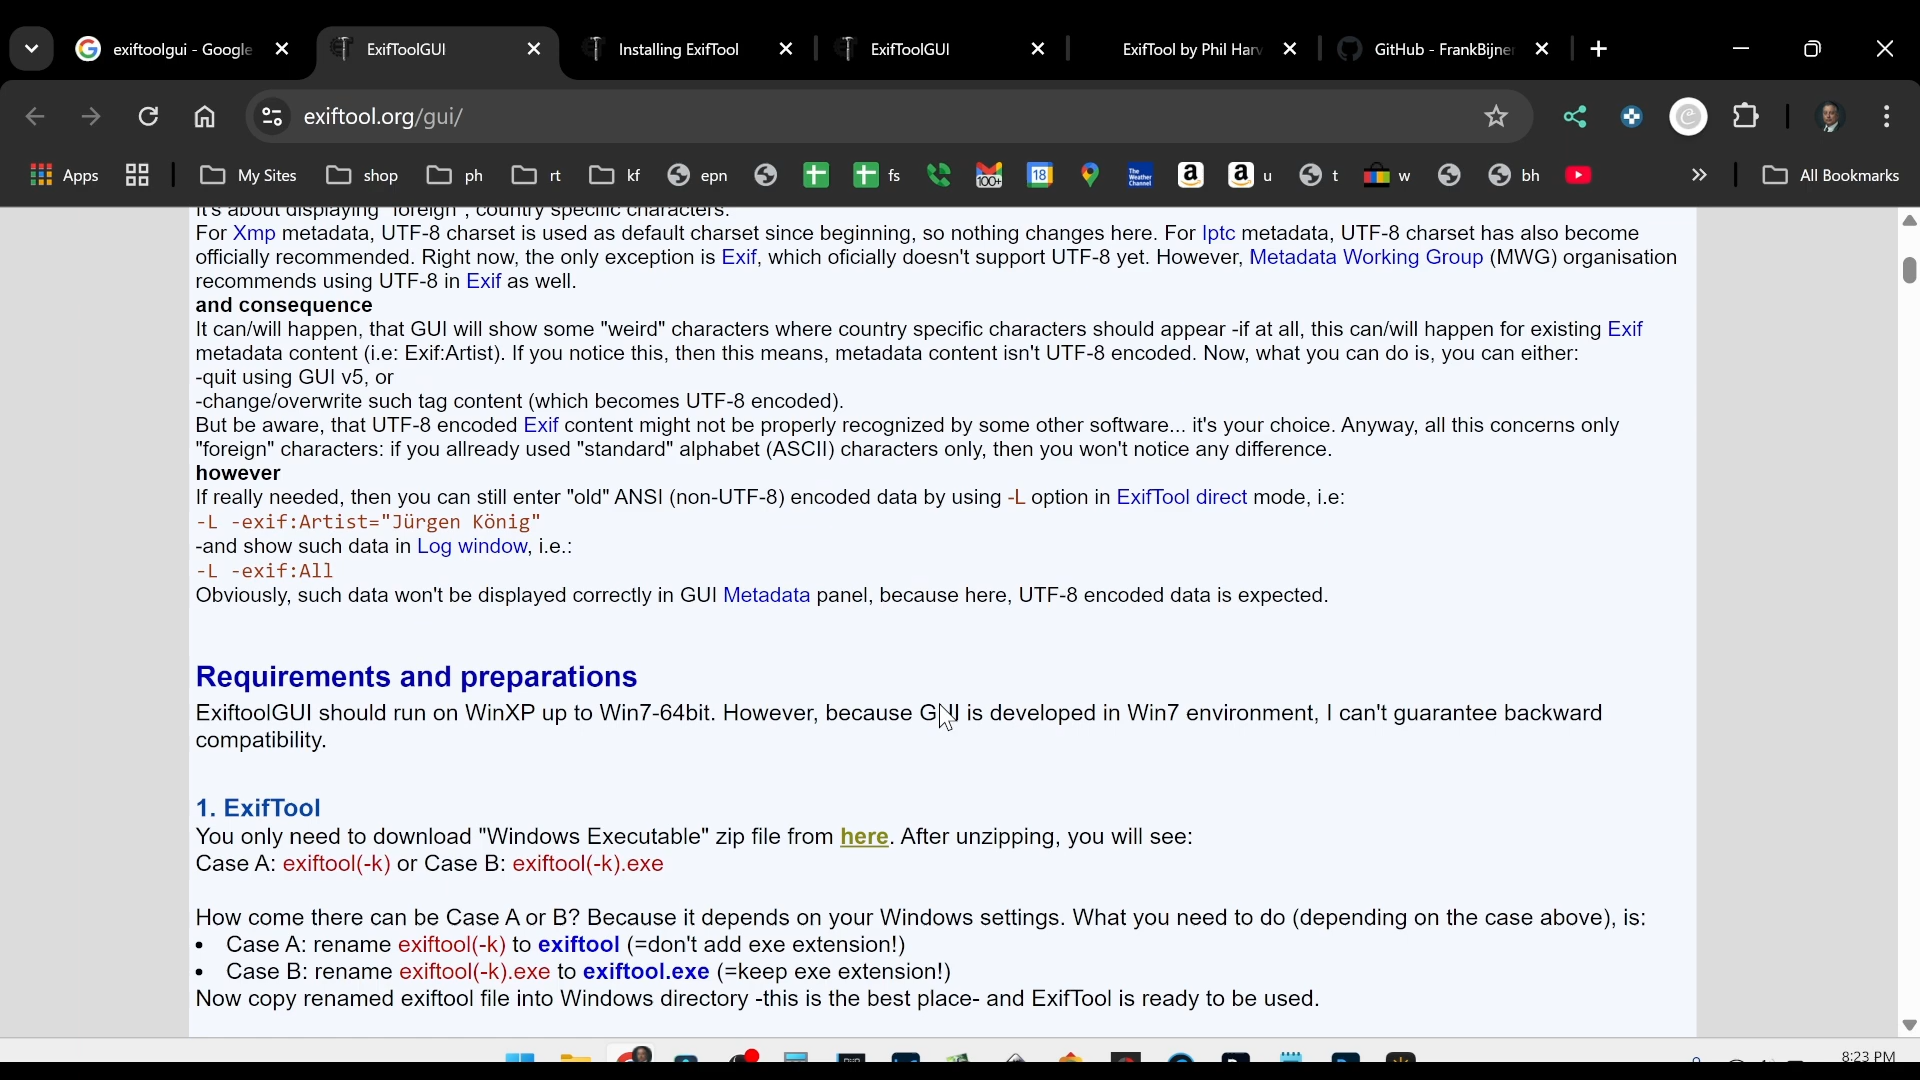 exiftoolgui - Google
ExifToolGUI
Installing ExifTool
ExifToolGUI
ExifTool by Phil Harv
GitHub - FrankBijnen
exiftool.org/gui/
Apps
My Sites
shop
ph
rt
kf
epn
fs
100+
18
The Weather Channel
a
a u
t
w
bh
All Bookmarks
It's about displaying "foreign", country specific characters.
For Xmp metadata, UTF-8 charset is used as default charset since beginning, so nothing changes here. For Iptc metadata, UTF-8 charset has also become
officially recommended. Right now, the only exception is Exif, which oficially doesn't support UTF-8 yet. However, Metadata Working Group (MWG) organisation
recommends using UTF-8 in Exif as well.
and consequence
It can/will happen, that GUI will show some "weird" characters where country specific characters should appear -if at all, this can/will happen for existing Exif
metadata content (i.e: Exif:Artist). If you notice this, then this means, metadata content isn't UTF-8 encoded. Now, what you can do is, you can either:
-quit using GUI v5, or
-change/overwrite such tag content (which becomes UTF-8 encoded).
But be aware, that UTF-8 encoded Exif content might not be properly recognized by some other software... it's your choice. Anyway, all this concerns only
"foreign" characters: if you allready used "standard" alphabet (ASCII) characters only, then you won't notice any difference.
however
If really needed, then you can still enter "old" ANSI (non-UTF-8) encoded data by using -L option in ExifTool direct mode, i.e:
-L -exif:Artist="Jürgen König"
-and show such data in Log window, i.e.:
-L -exif:All
Obviously, such data won't be displayed correctly in GUI Metadata panel, because here, UTF-8 encoded data is expected.
Requirements and preparations
ExiftoolGUI should run on WinXP up to Win7-64bit. However, because GUI is developed in Win7 environment, I can't guarantee backward
compatibility.
1. ExifTool
You only need to download "Windows Executable" zip file from here. After unzipping, you will see:
Case A: exiftool(-k) or Case B: exiftool(-k).exe
How come there can be Case A or B? Because it depends on your Windows settings. What you need to do (depending on the case above), is:
• Case A: rename exiftool(-k) to exiftool (=don't add exe extension!)
• Case B: rename exiftool(-k).exe to exiftool.exe (=keep exe extension!)
Now copy renamed exiftool file into Windows directory -this is the best place- and ExifTool is ready to be used.
8:23 PM